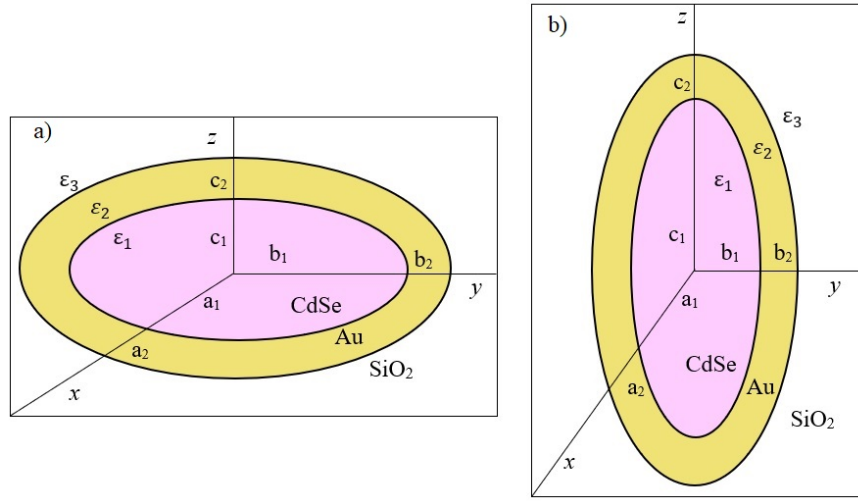 a)
z
ε₃
c₂
ε₂
ε₁
c₁
b₁
b₂
y
a₁
CdSe
Au
a₂
SiO₂
x
b)
z
c₂
ε₃
ε₂
ε₁
c₁
b₁
b₂
y
a₁
CdSe
Au
a₂
SiO₂
x